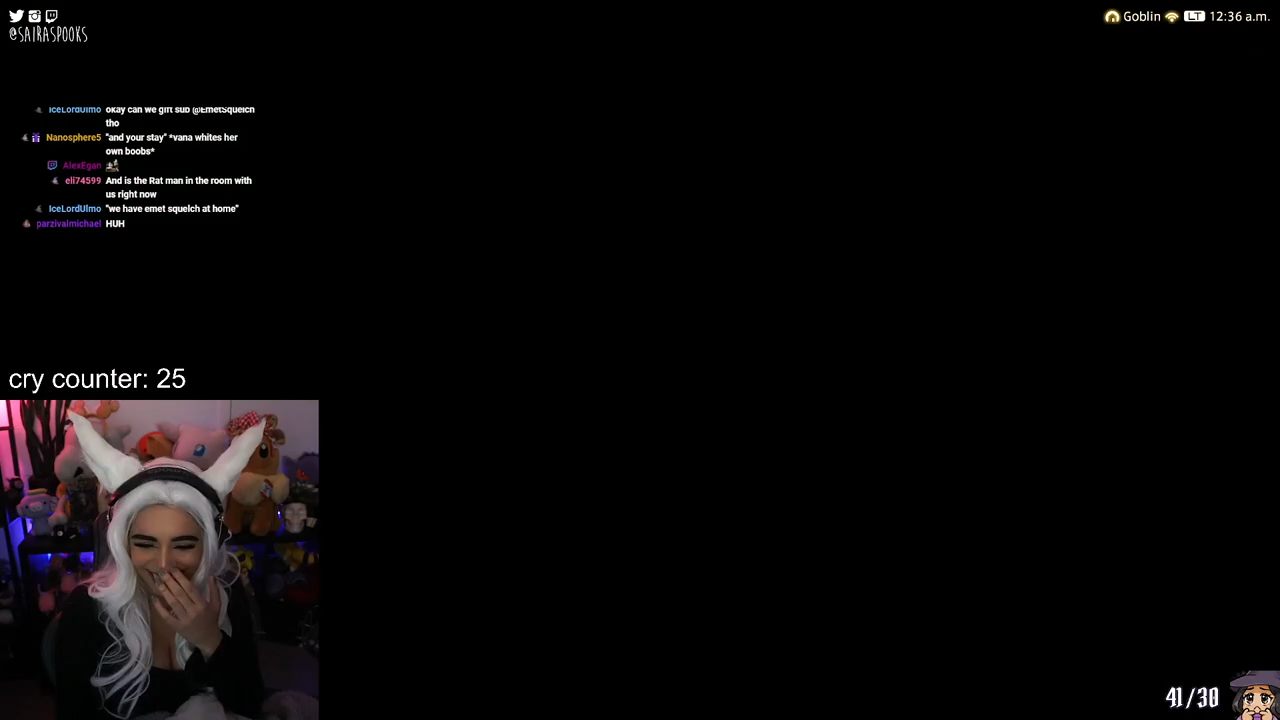 @SAIRASPOOKS
Goblin LT 12:36 a.m.
IceLordUlmo okay can we gift sub @EmetSquelch
tho
Nanosphere5 "and your stay" *vana whites her
own boobs*
AlexEgan
eli74599 And is the Rat man in the room with
us right now
IceLordUlmo "we have emet squelch at home"
parzivalmichael HUH
cry counter: 25
41/30